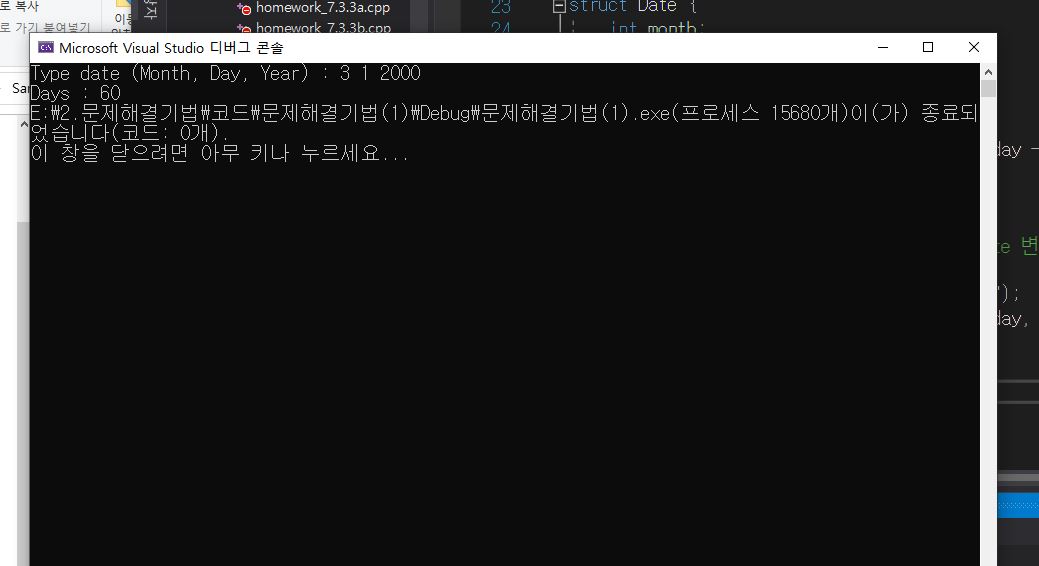 로 복사
로 가기 붙여넣기
homework_7.3.3a.cpp
homework_7.3.3b.cpp
23 struct Date {
24 int month;
Microsoft Visual Studio 디버그 콘솔
Type date (Month, Day, Year) : 3 1 2000
Days : 60
E:\2.문제해결기법\코드\문제해결기법(1)\Debug\문제해결기법(1).exe(프로세스 15680개)이(가) 종료되
었습니다(코드: 0개).
이 창을 닫으려면 아무 키나 누르세요...
day -
te 변
");
day,